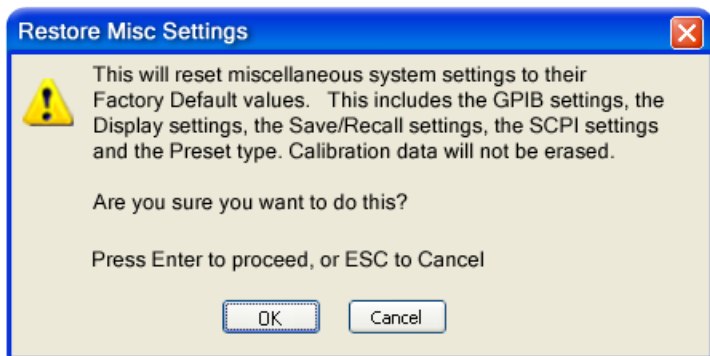 Restore Misc Settings
This will reset miscellaneous system settings to their
Factory Default values.   This includes the GPIB settings, the
Display settings, the Save/Recall settings, the SCPI settings
and the Preset type. Calibration data will not be erased.
Are you sure you want to do this?
Press Enter to proceed, or ESC to Cancel
OK
Cancel